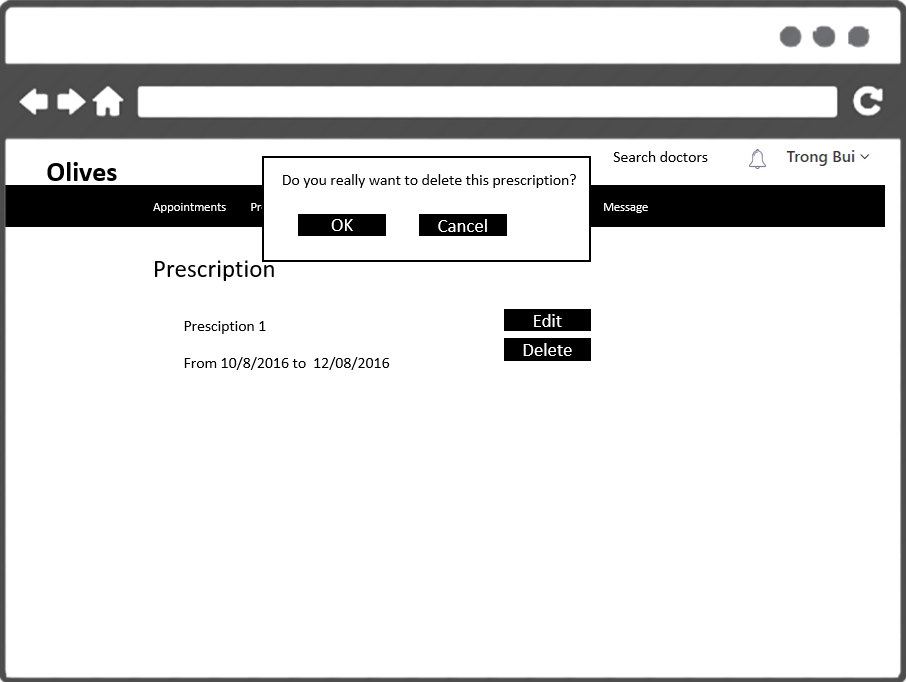 Search doctors
Trong Bui
Olives
Do you really want to delete this prescription?
Appointments Pr Message
OK Cancel
Prescription
Presciption 1
Edit
Delete
From 10/8/2016 to 12/08/2016